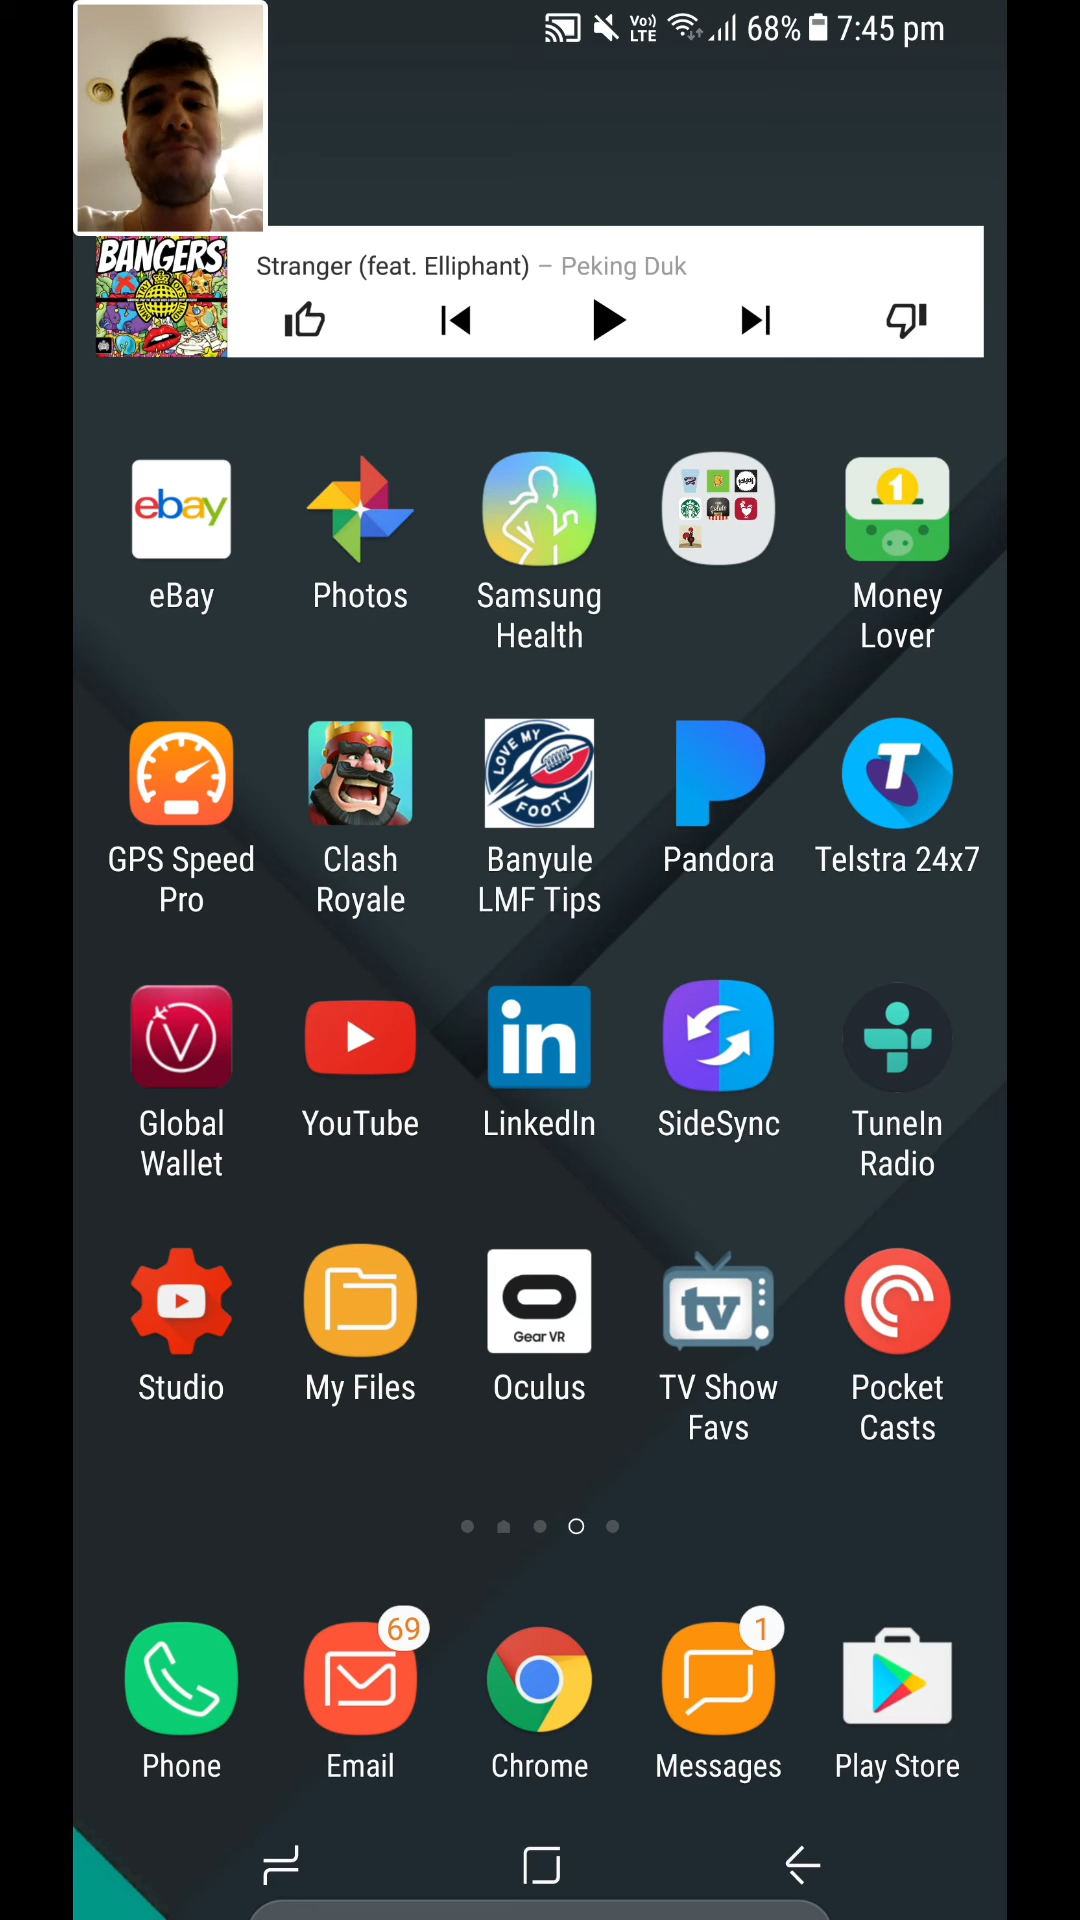 Vo))
LTE
68%
7:45 pm
BANGERS
Stranger (feat. Elliphant) – Peking Duk
ebay
1
eBay
Photos
Samsung
Health
Money
Lover
LOVE MY
FOOTY
T
GPS Speed
Pro
Clash
Royale
Banyule
LMF Tips
Pandora
Telstra 24x7
V
in
Global
Wallet
YouTube
LinkedIn
SideSync
TuneIn
Radio
Gear VR
tv
Studio
My Files
Oculus
TV Show
Favs
Pocket
Casts
69
1
Phone
Email
Chrome
Messages
Play Store